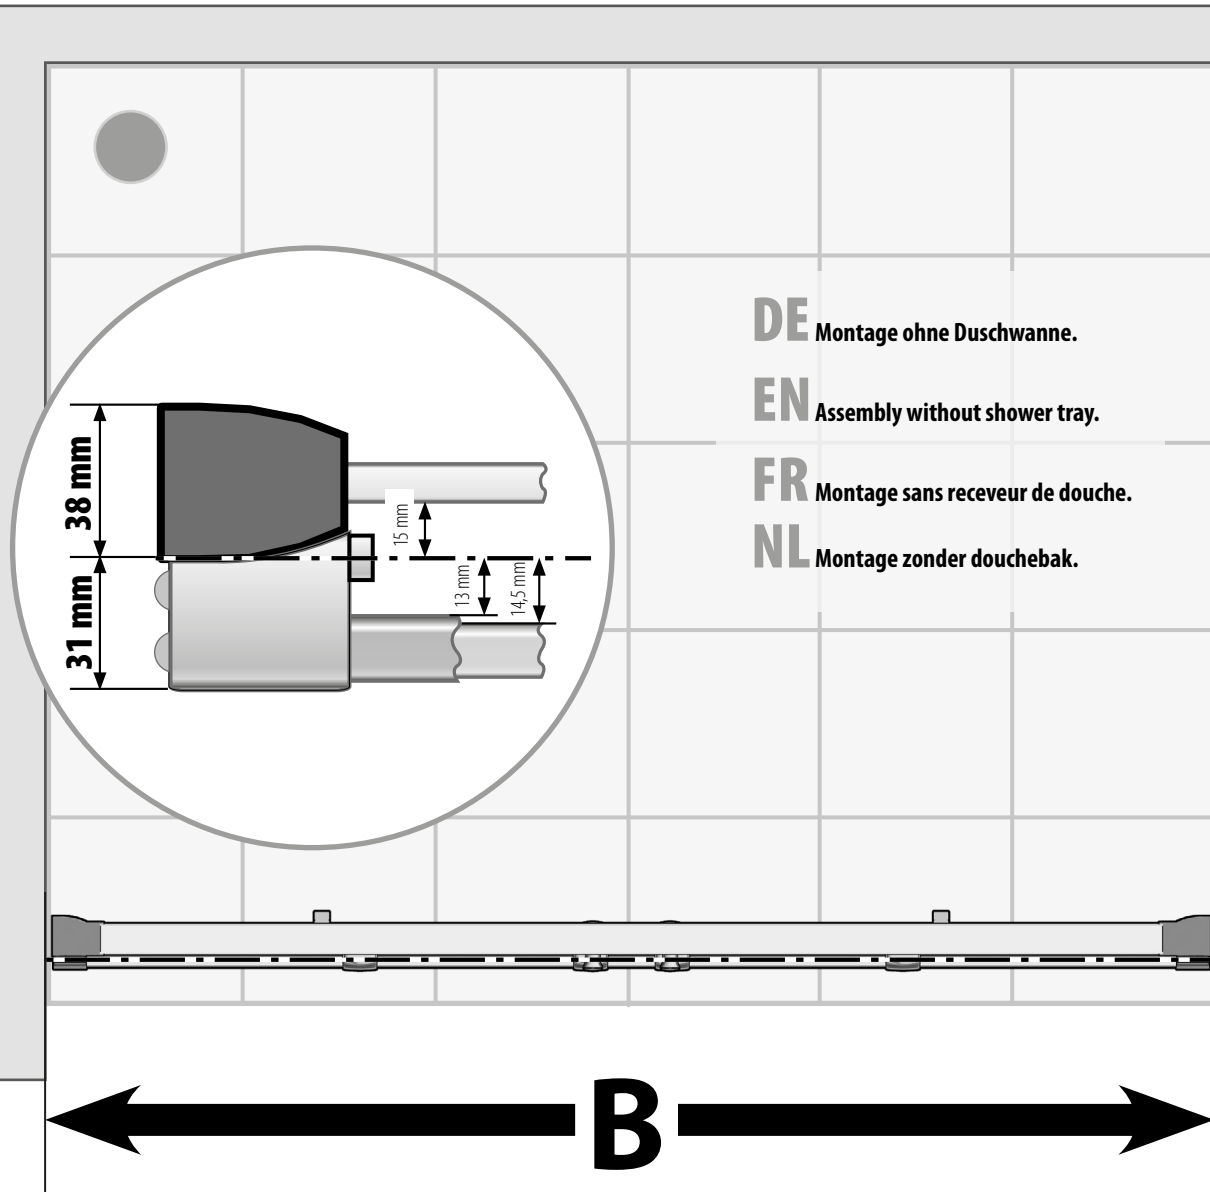 DE Montage ohne Duschwanne.
EN Assembly without shower tray.
FR Montage sans receveur de douche.
NL Montage zonder douchebak.
38 mm
31 mm
15 mm
13 mm
14,5 mm
B